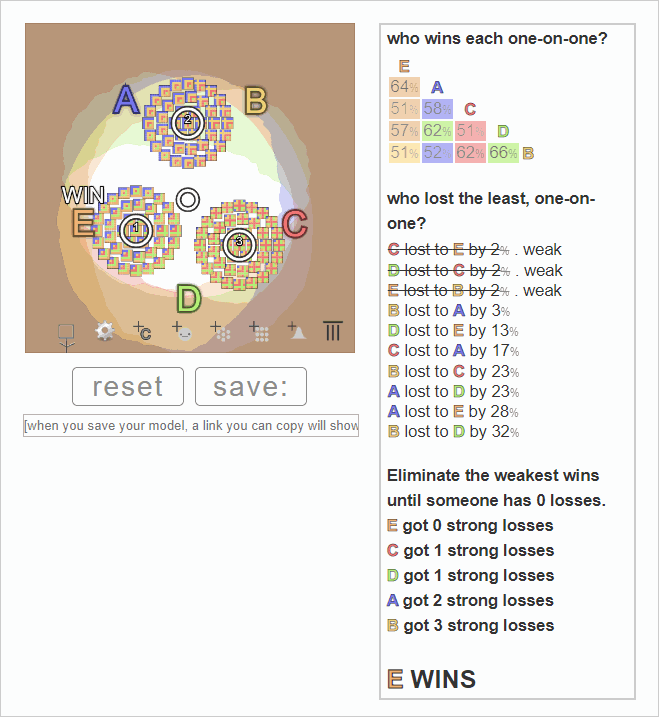 A
B
2
WIN
E
1
C
3
D
+C
+
+
+
+
reset
save:
[when you save your model, a link you can copy will show
who wins each one-on-one?
E
64% A
51% 58% C
57% 62% 51% D
51% 52 62% 66% B
who lost the least, one-on-
one?
C lost to E by 2% . weak
D lost to C by 2% . weak
E lost to B by 2% . weak
B lost to A by 3%
D lost to E by 13%
C lost to A by 17%
B lost to C by 23%
A lost to D by 23%
A lost to E by 28%
B lost to D by 32%
Eliminate the weakest wins
until someone has 0 losses.
E got 0 strong losses
C got 1 strong losses
D got 1 strong losses
A got 2 strong losses
B got 3 strong losses
E WINS